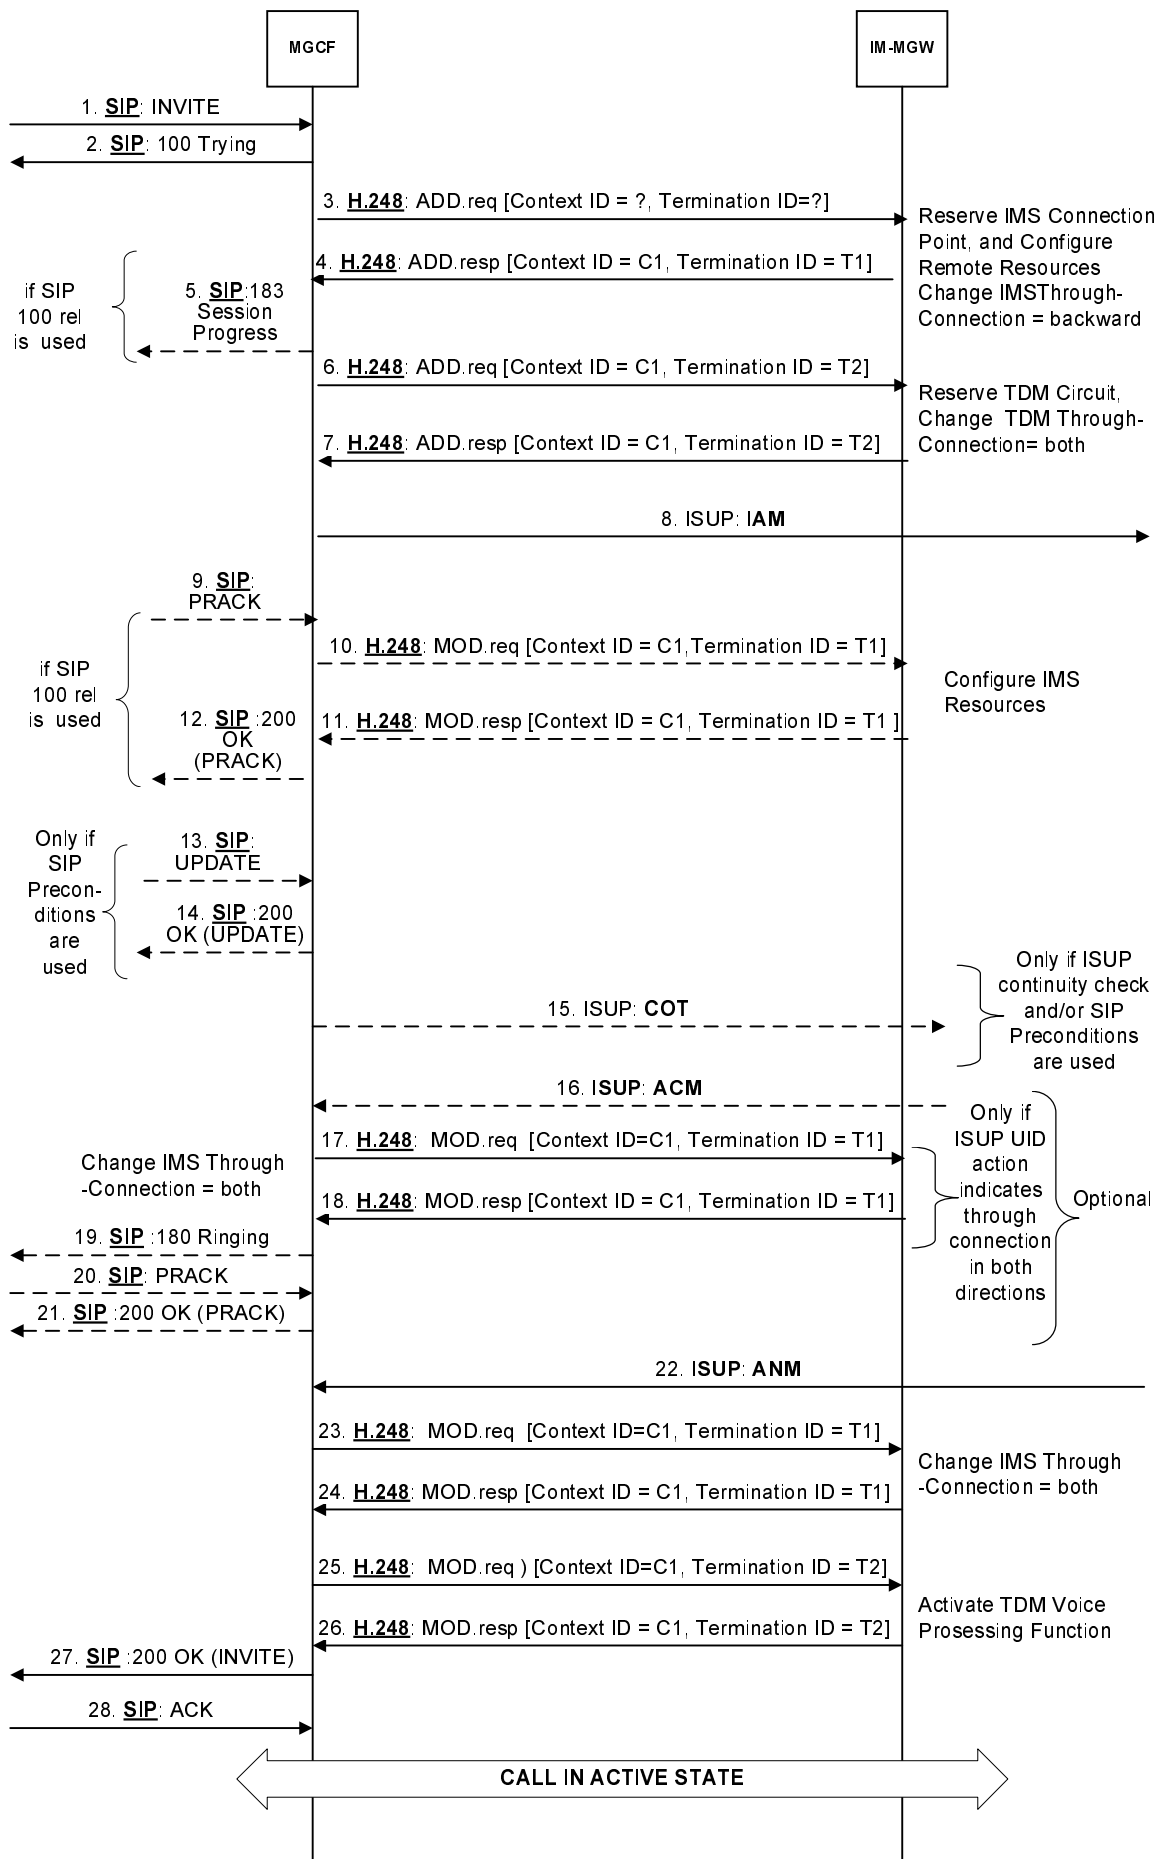 MGCF
IM-MGW
1. SIP: INVITE
2. SIP: 100 Trying
3. H.248: ADD.req [Context ID = ?, Termination ID=?]
Reserve IMS Connection
Point, and Configure
Remote Resources
Change IMSThrough-
Connection = backward
4. H.248: ADD.resp [Context ID = C1, Termination ID = T1]
if SIP
100 rel
is used
5. SIP:183
Session
Progress
6. H.248: ADD.req [Context ID = C1, Termination ID = T2]
Reserve TDM Circuit,
Change TDM Through-
Connection= both
7. H.248: ADD.resp [Context ID = C1, Termination ID = T2]
8. ISUP: IAM
9. SIP:
PRACK
10. H.248: MOD.req [Context ID = C1,Termination ID = T1]
if SIP
100 rel
is used
Configure IMS
Resources
11. H.248: MOD.resp [Context ID = C1, Termination ID = T1 ]
12. SIP :200
OK
(PRACK)
Only if
SIP
Precon-
ditions
are
used
13. SIP:
UPDATE
14. SIP :200
OK (UPDATE)
15. ISUP: COT
Only if ISUP
continuity check
and/or SIP
Preconditions
are used
16. ISUP: ACM
17. H.248: MOD.req [Context ID=C1, Termination ID = T1]
Only if
ISUP UID
action
indicates
through
connection
in both
directions
Optional
Change IMS Through
-Connection = both
18. H.248: MOD.resp [Context ID = C1, Termination ID = T1]
19. SIP :180 Ringing
20. SIP: PRACK
21. SIP :200 OK (PRACK)
22. ISUP: ANM
23. H.248: MOD.req [Context ID=C1, Termination ID = T1]
Change IMS Through
-Connection = both
24. H.248: MOD.resp [Context ID = C1, Termination ID = T1]
25. H.248: MOD.req ) [Context ID=C1, Termination ID = T2]
Activate TDM Voice
Prosessing Function
26. H.248: MOD.resp [Context ID = C1, Termination ID = T2]
27. SIP :200 OK (INVITE)
28. SIP: ACK
CALL IN ACTIVE STATE